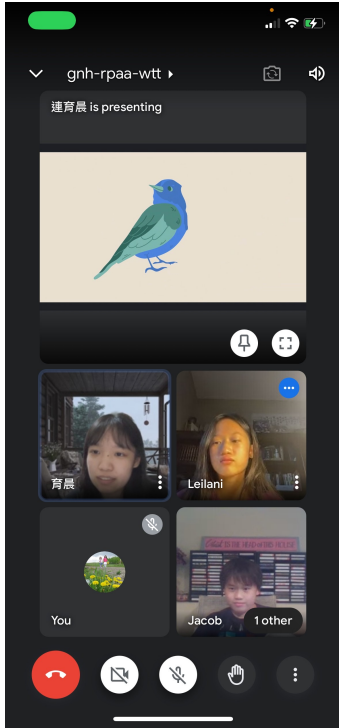 gnh-rpaa-wtt
連育晨 is presenting
育晨
Leilani
You
Jacob
1 other